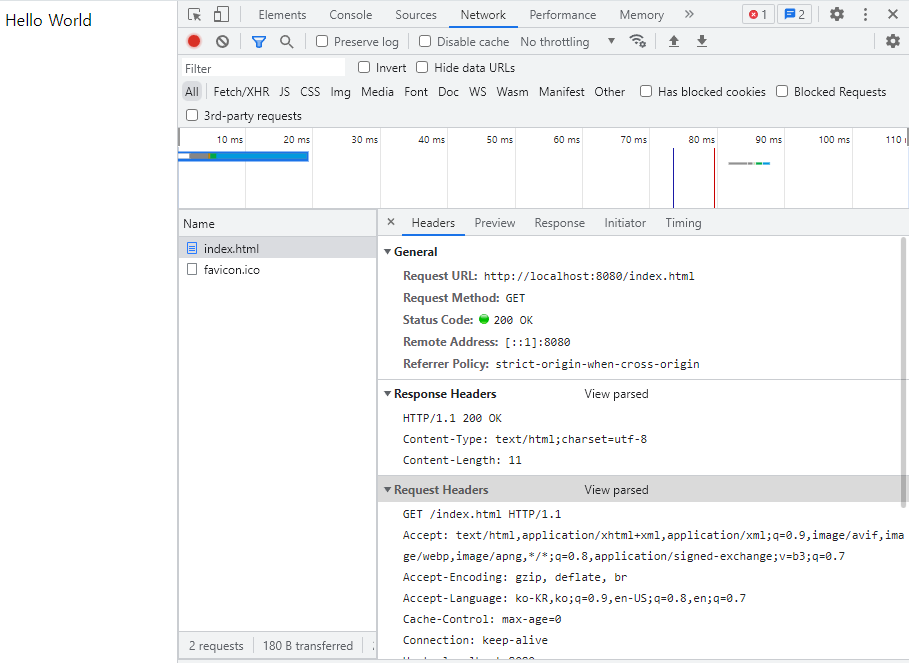 Hello World
Elements Console Sources Network Performance Memory » 1 2
Preserve log Disable cache No throttling
Filter Invert Hide data URLs
All Fetch/XHR JS CSS Img Media Font Doc WS Wasm Manifest Other Has blocked cookies Blocked Requests
3rd-party requests
10 ms 20 ms 30 ms 40 ms 50 ms 60 ms 70 ms 80 ms 90 ms 100 ms 110
Name
index.html
favicon.ico
2 requests 180 B transferred
× Headers Preview Response Initiator Timing
General
Request URL: http://localhost:8080/index.html
Request Method: GET
Status Code: 200 OK
Remote Address: [::1]:8080
Referrer Policy: strict-origin-when-cross-origin
Response Headers View parsed
HTTP/1.1 200 OK
Content-Type: text/html;charset=utf-8
Content-Length: 11
Request Headers View parsed
GET /index.html HTTP/1.1
Accept: text/html,application/xhtml+xml,application/xml;q=0.9,image/avif,ima
ge/webp,image/apng,*/*;q=0.8,application/signed-exchange;v=b3;q=0.7
Accept-Encoding: gzip, deflate, br
Accept-Language: ko-KR,ko;q=0.9,en-US;q=0.8,en;q=0.7
Cache-Control: max-age=0
Connection: keep-alive